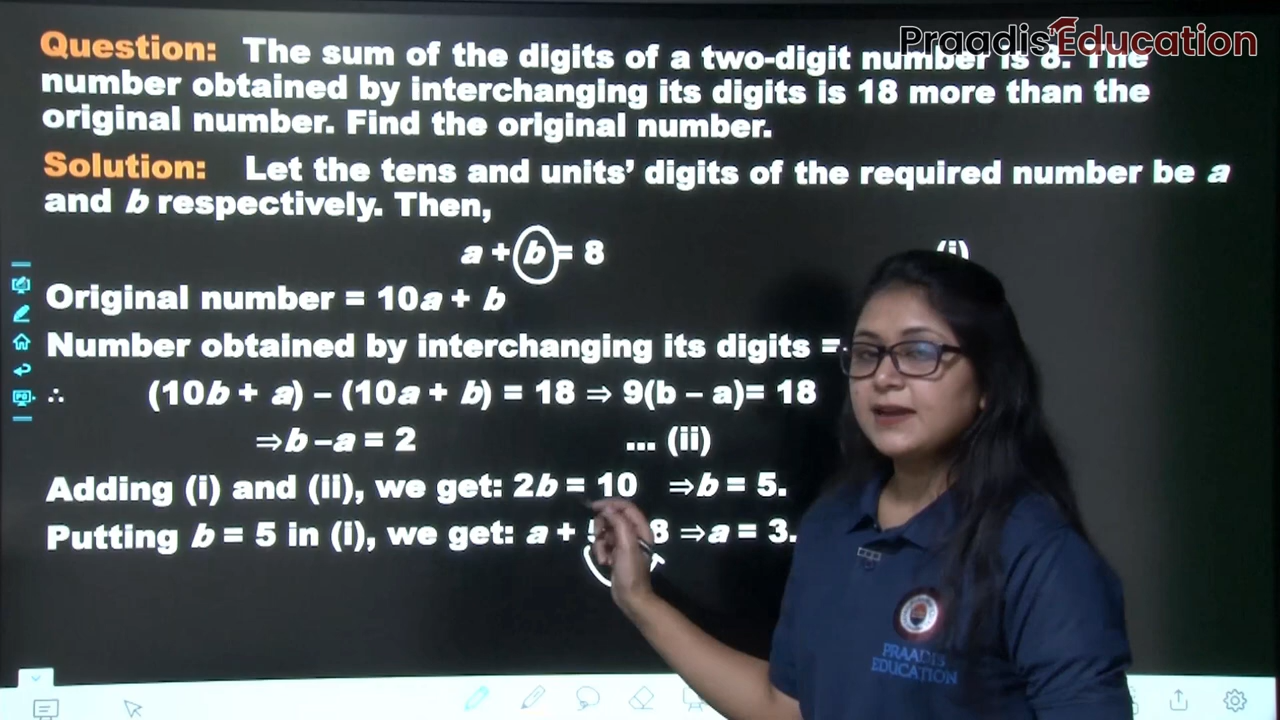 Praadis Education
Question: The sum of the digits of a two-digit number is 8. The
number obtained by interchanging its digits is 18 more than the
original number. Find the original number.
Solution: Let the tens and units’ digits of the required number be a
and b respectively. Then,
a + b = 8 (i)
Original number = 10a + b
Number obtained by interchanging its digits =
∴ (10b + a) – (10a + b) = 18 ⇒ 9(b – a)= 18
⇒b –a = 2 ... (ii)
Adding (i) and (ii), we get: 2b = 10 ⇒b = 5.
Putting b = 5 in (i), we get: a + 8 ⇒a = 3.
PRAADIS
EDUCATION